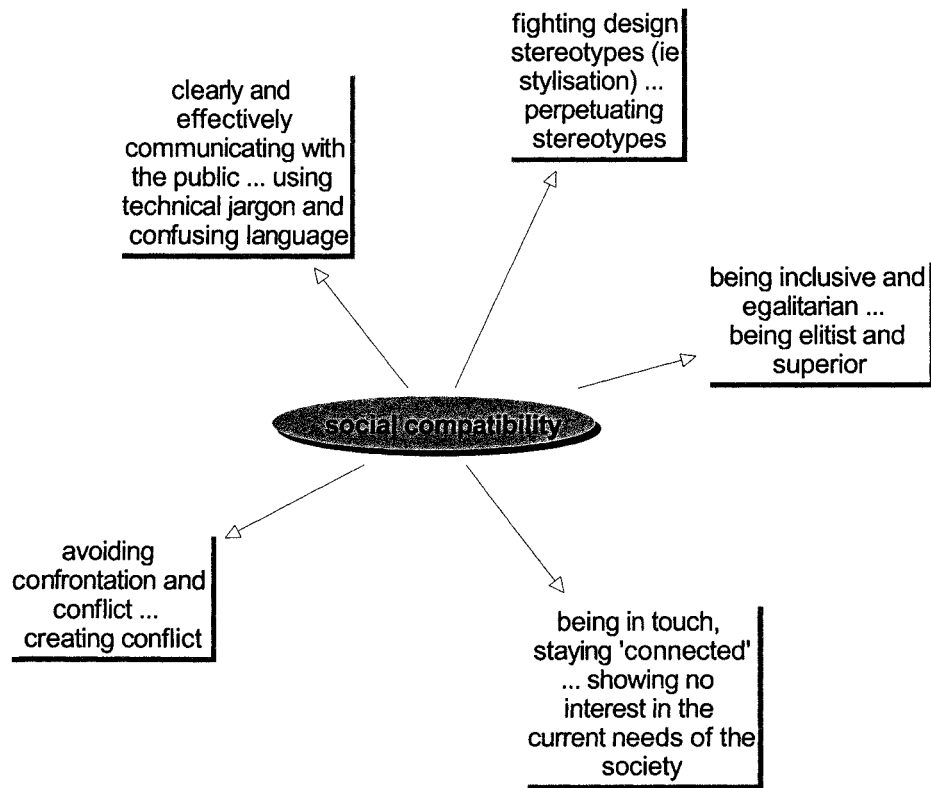 fighting design
stereotypes (ie
stylisation) ...
perpetuating
stereotypes
clearly and
effectively
communicating with
the public ... using
technical jargon and
confusing language
being inclusive and
egalitarian ...
being elitist and
superior
social compatibility
avoiding
confrontation and
conflict ...
creating conflict
being in touch,
staying 'connected'
... showing no
interest in the
current needs of the
society